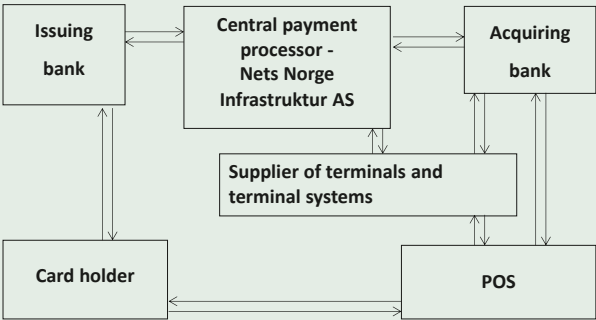 Issuing
bank
Central payment
processor -
Nets Norge
Infrastruktur AS
Acquiring
bank
Supplier of terminals and
terminal systems
Card holder
POS